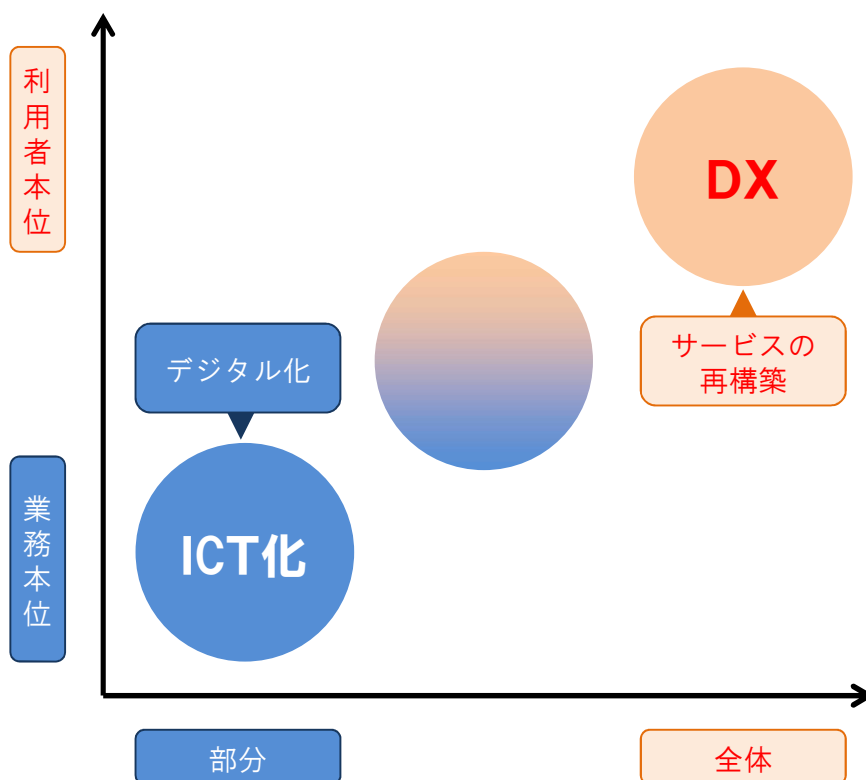 利用者本位
DX
サービスの
再構築
デジタル化
業務本位
ICT化
部分
全体